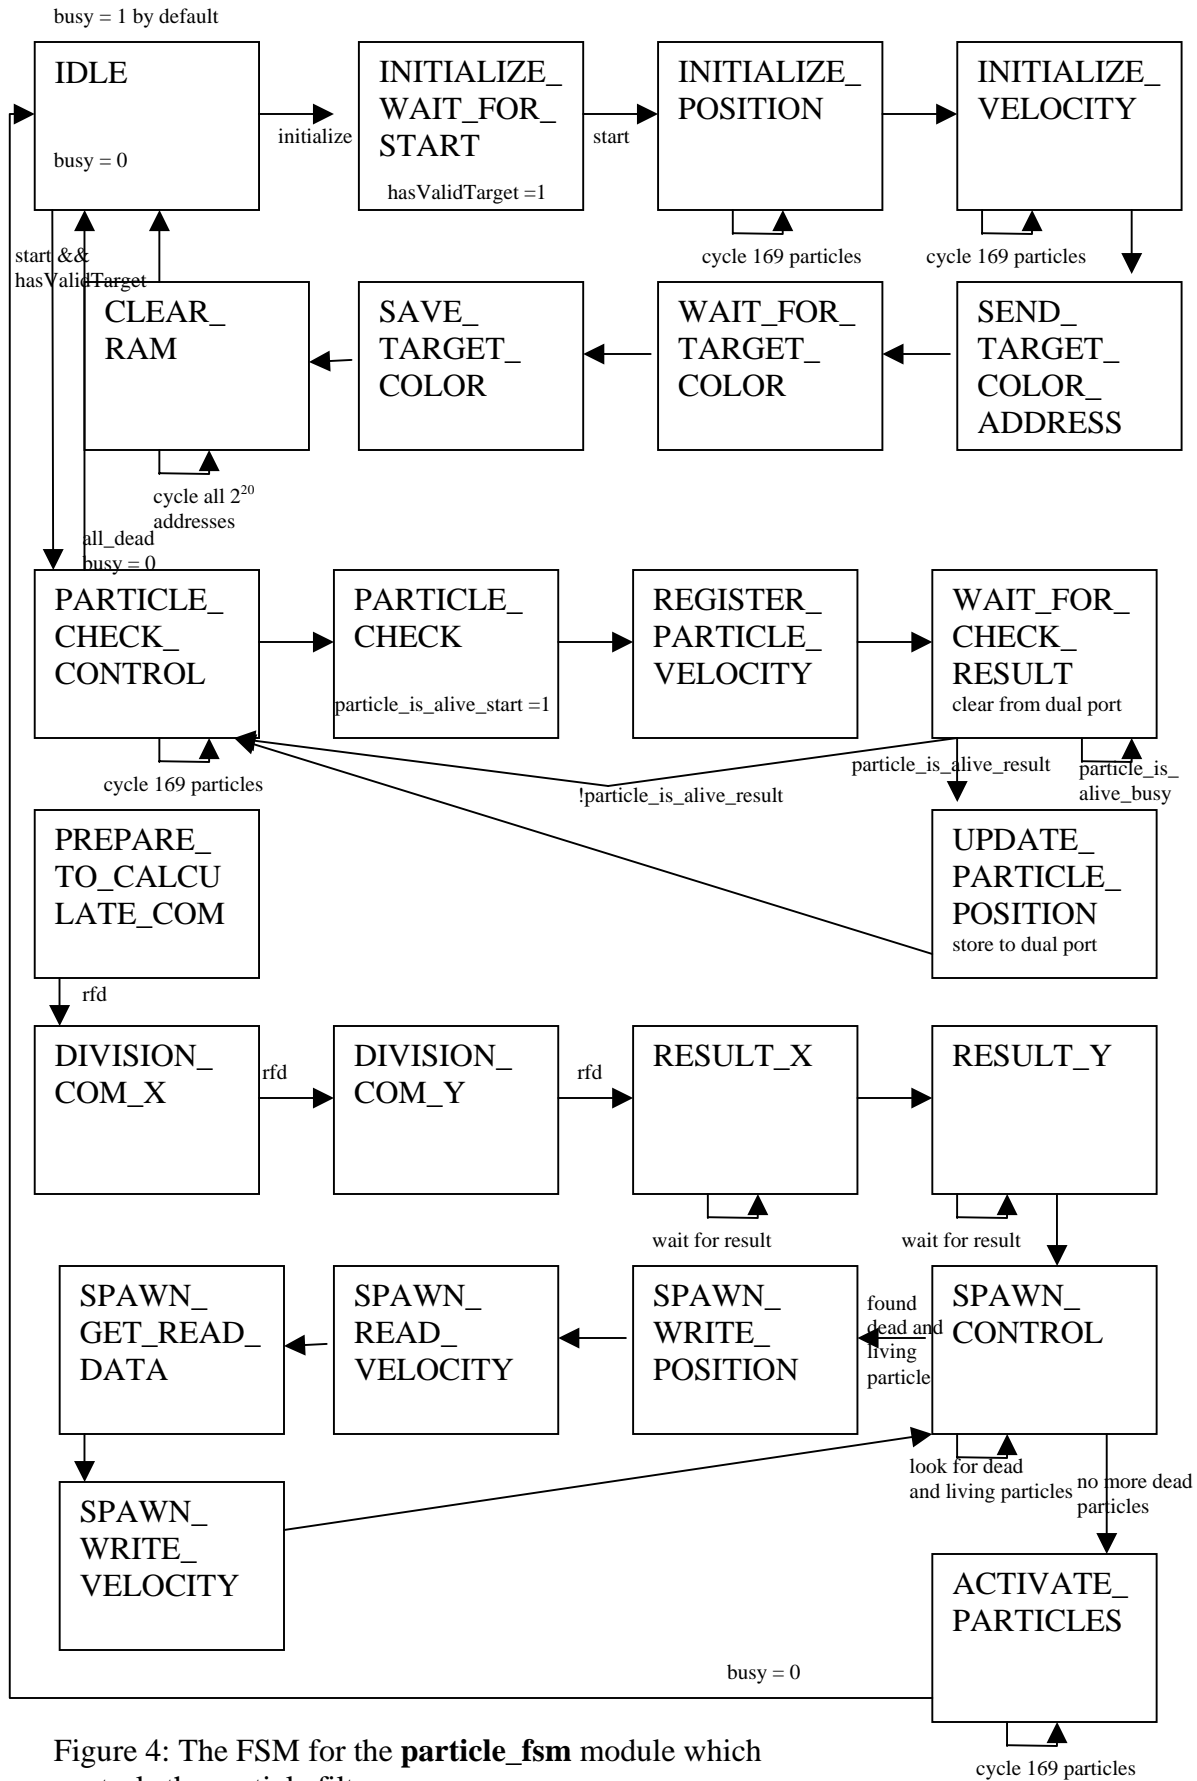 busy = 1 by default
IDLE
busy = 0
initialize
INITIALIZE_
WAIT_FOR_
START
hasValidTarget =1
start
INITIALIZE_
POSITION
cycle 169 particles
INITIALIZE_
VELOCITY
cycle 169 particles
start &&
hasValidTarget
CLEAR_
RAM
cycle all 2²⁰
addresses
SAVE_
TARGET_
COLOR
WAIT_FOR_
TARGET_
COLOR
SEND_
TARGET_
COLOR_
ADDRESS
all_dead
busy = 0
PARTICLE_
CHECK_
CONTROL
cycle 169 particles
PARTICLE_
CHECK
particle_is_alive_start =1
REGISTER_
PARTICLE_
VELOCITY
WAIT_FOR_
CHECK_
RESULT
clear from dual port
!particle_is_alive_result
particle_is_alive_result
particle_is_
alive_busy
PREPARE_
TO_CALCU
LATE_COM
rfd
UPDATE_
PARTICLE_
POSITION
store to dual port
DIVISION_
COM_X
rfd
DIVISION_
COM_Y
rfd
RESULT_X
wait for result
RESULT_Y
wait for result
SPAWN_
GET_READ_
DATA
SPAWN_
READ_
VELOCITY
SPAWN_
WRITE_
POSITION
found
dead and
living
particle
SPAWN_
CONTROL
look for dead
and living particles
no more dead
particles
SPAWN_
WRITE_
VELOCITY
ACTIVATE_
PARTICLES
busy = 0
cycle 169 particles
Figure 4: The FSM for the particle_fsm module which